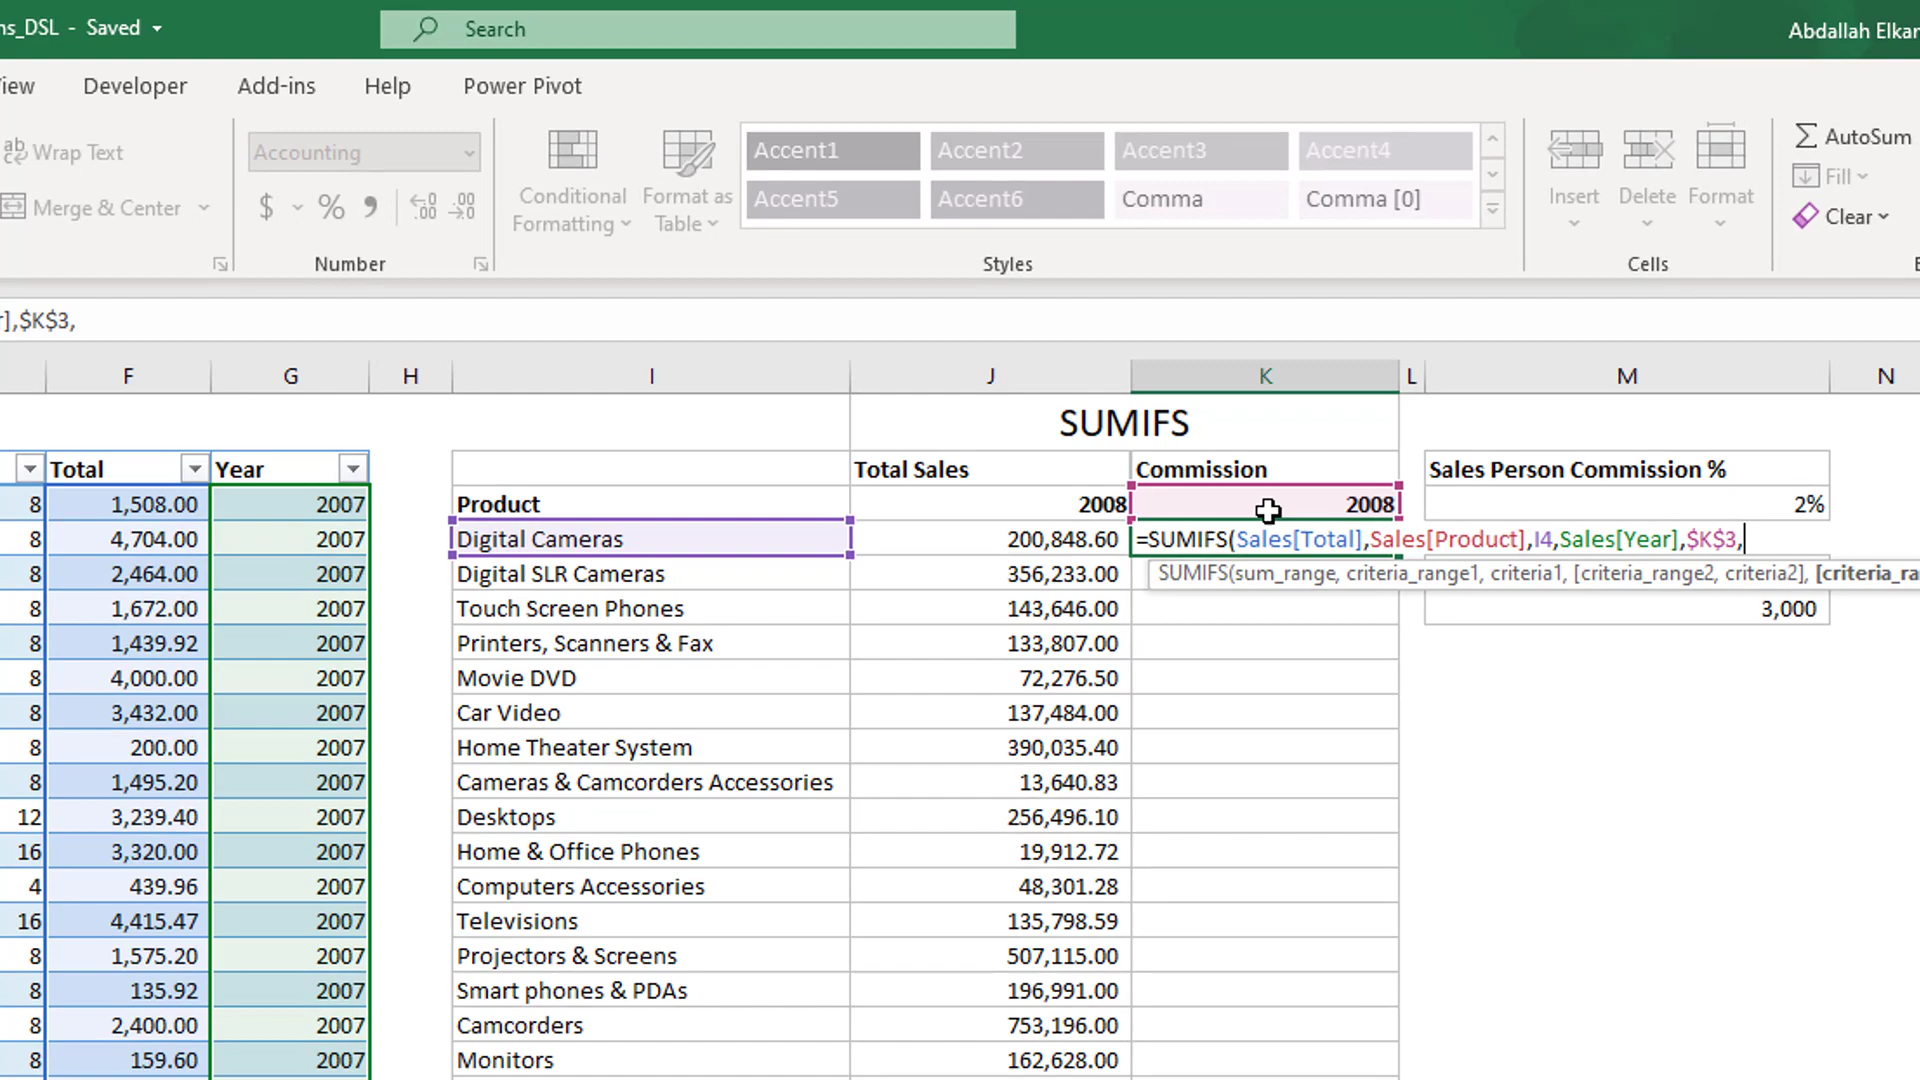 ns_DSL - Saved
Search
Abdallah Elkar
View Developer Add-ins Help Power Pivot
ab Wrap Text
Accounting
Merge & Center
$ % , .00 .00
Conditional Formatting
Format as Table
Accent1 Accent2 Accent3 Accent4
Accent5 Accent6 Comma Comma [0]
Insert Delete Format
AutoSum
Fill
Clear
Number Styles Cells
r],$K$3,
F G H I J K L M N
SUMIFS
Total Year Total Sales Commission Sales Person Commission %
8 1,508.00 2007 Product 2008 2008 2%
8 4,704.00 2007 Digital Cameras 200,848.60 =SUMIFS(Sales[Total],Sales[Product],I4,Sales[Year],$K$3,
8 2,464.00 2007 Digital SLR Cameras 356,233.00 SUMIFS(sum_range, criteria_range1, criteria1, [criteria_range2, criteria2], [criteria_ra
8 1,672.00 2007 Touch Screen Phones 143,646.00 3,000
8 1,439.92 2007 Printers, Scanners & Fax 133,807.00
8 4,000.00 2007 Movie DVD 72,276.50
8 3,432.00 2007 Car Video 137,484.00
8 200.00 2007 Home Theater System 390,035.40
8 1,495.20 2007 Cameras & Camcorders Accessories 13,640.83
12 3,239.40 2007 Desktops 256,496.10
16 3,320.00 2007 Home & Office Phones 19,912.72
4 439.96 2007 Computers Accessories 48,301.28
16 4,415.47 2007 Televisions 135,798.59
8 1,575.20 2007 Projectors & Screens 507,115.00
8 135.92 2007 Smart phones & PDAs 196,991.00
8 2,400.00 2007 Camcorders 753,196.00
8 159.60 2007 Monitors 162,628.00